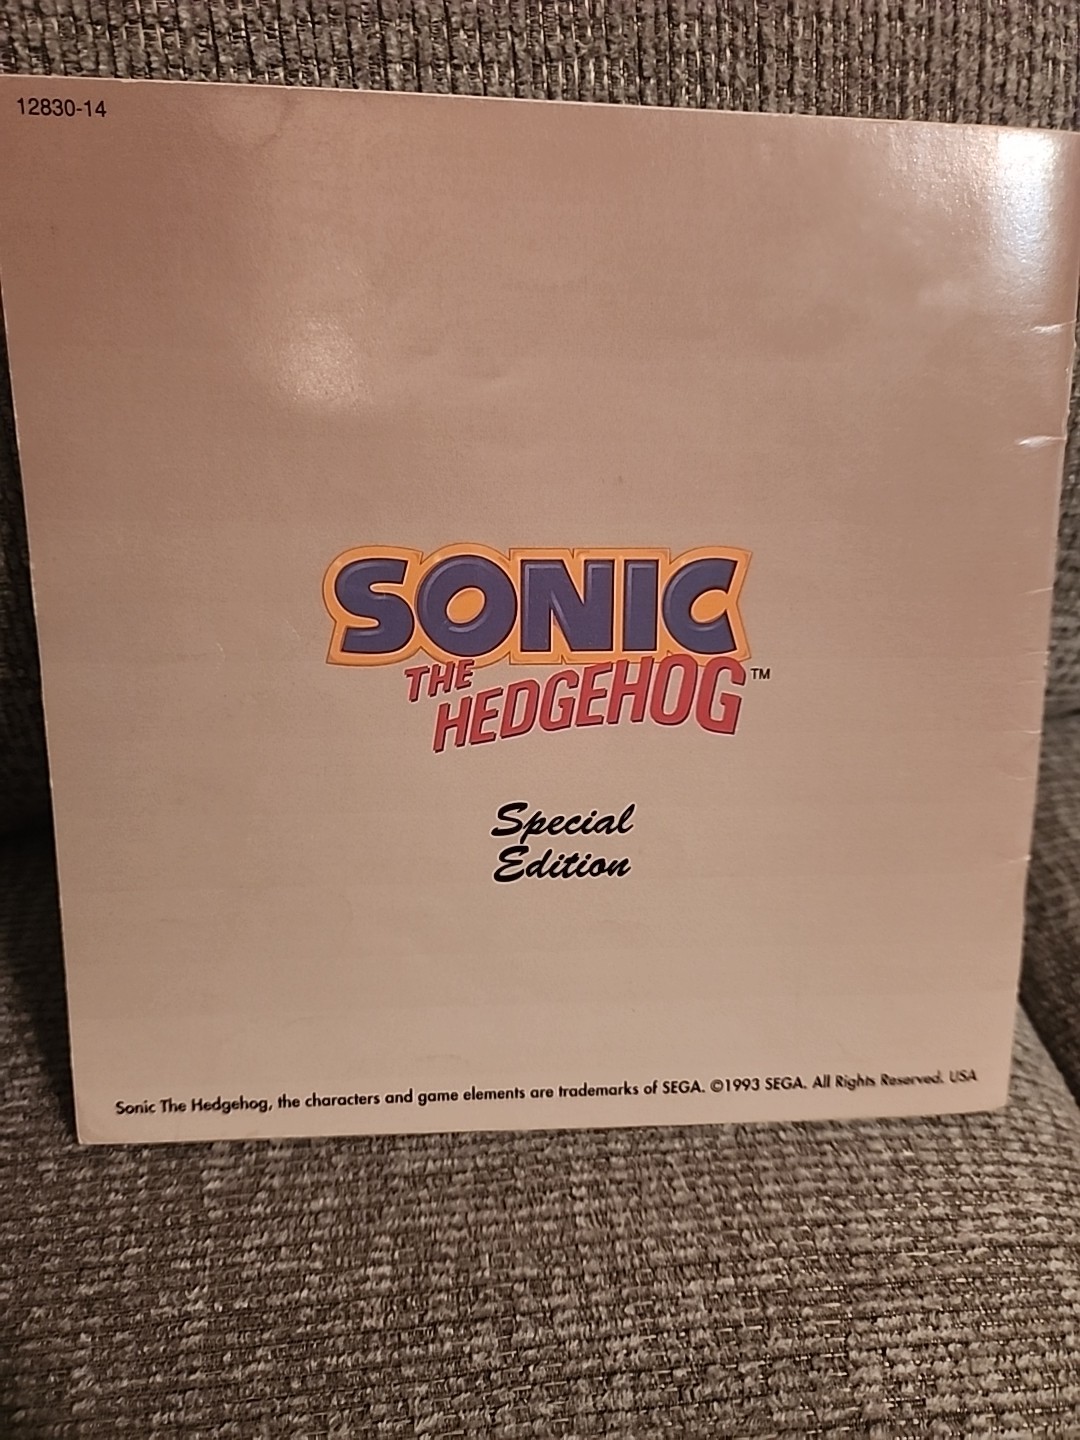 12830-14
SONIC
THE
HEDGEHOG™
Special
Edition
Sonic The Hedgehog, the characters and game elements are trademarks of SEGA. ©1993 SEGA. All Rights Reserved. USA